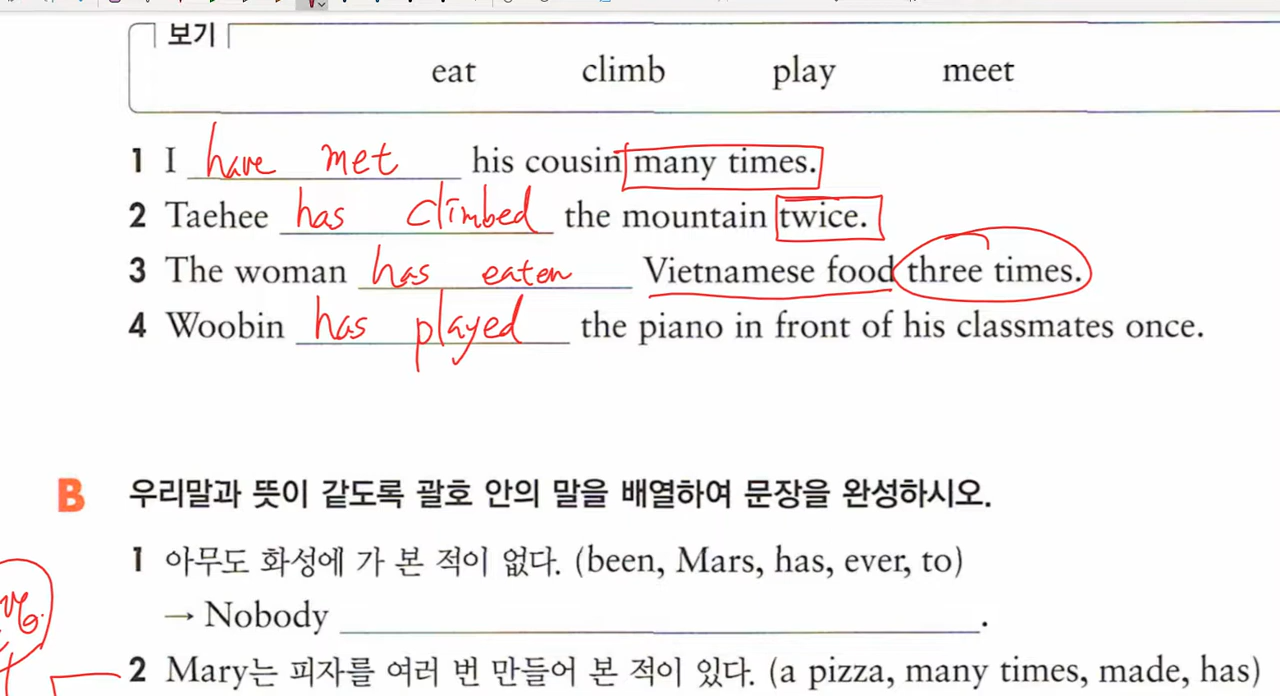 보기
eat climb play meet
1 I have met his cousin many times.
2 Taehee has climbed the mountain twice.
3 The woman has eaten Vietnamese food three times.
4 Woobin has played the piano in front of his classmates once.
B 우리말과 뜻이 같도록 괄호 안의 말을 배열하여 문장을 완성하시오.
1 아무도 화성에 가 본 적이 없다. (been, Mars, has, ever, to)
→ Nobody .
2 Mary는 피자를 여러 번 만들어 본 적이 있다. (a pizza, many times, made, has)